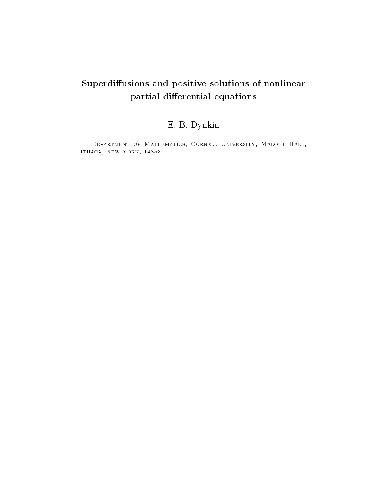 Superdiffusions and positive solutions of nonlinear
partial differential equations
E. B. Dynkin
Department of Mathematics, Cornell University, Malott Hall,
Ithaca, New York,